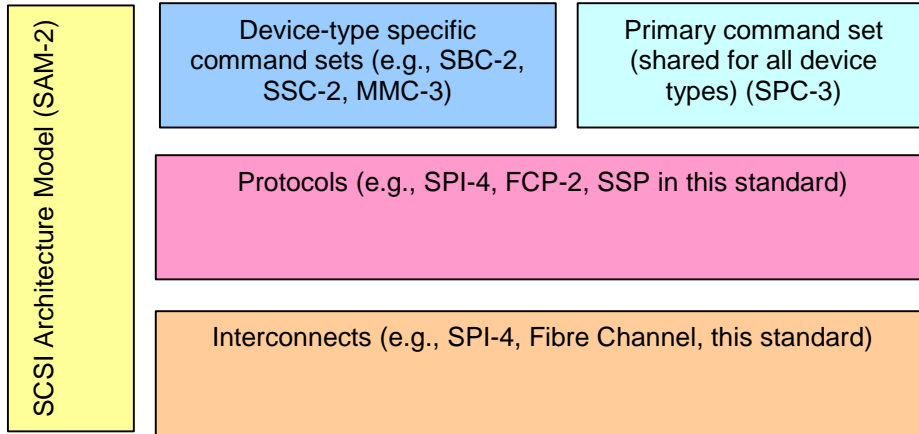 SCSI Architecture Model (SAM-2)
Device-type specific
command sets (e.g., SBC-2,
SSC-2, MMC-3)
Primary command set
(shared for all device
types) (SPC-3)
Protocols (e.g., SPI-4, FCP-2, SSP in this standard)
Interconnects (e.g., SPI-4, Fibre Channel, this standard)